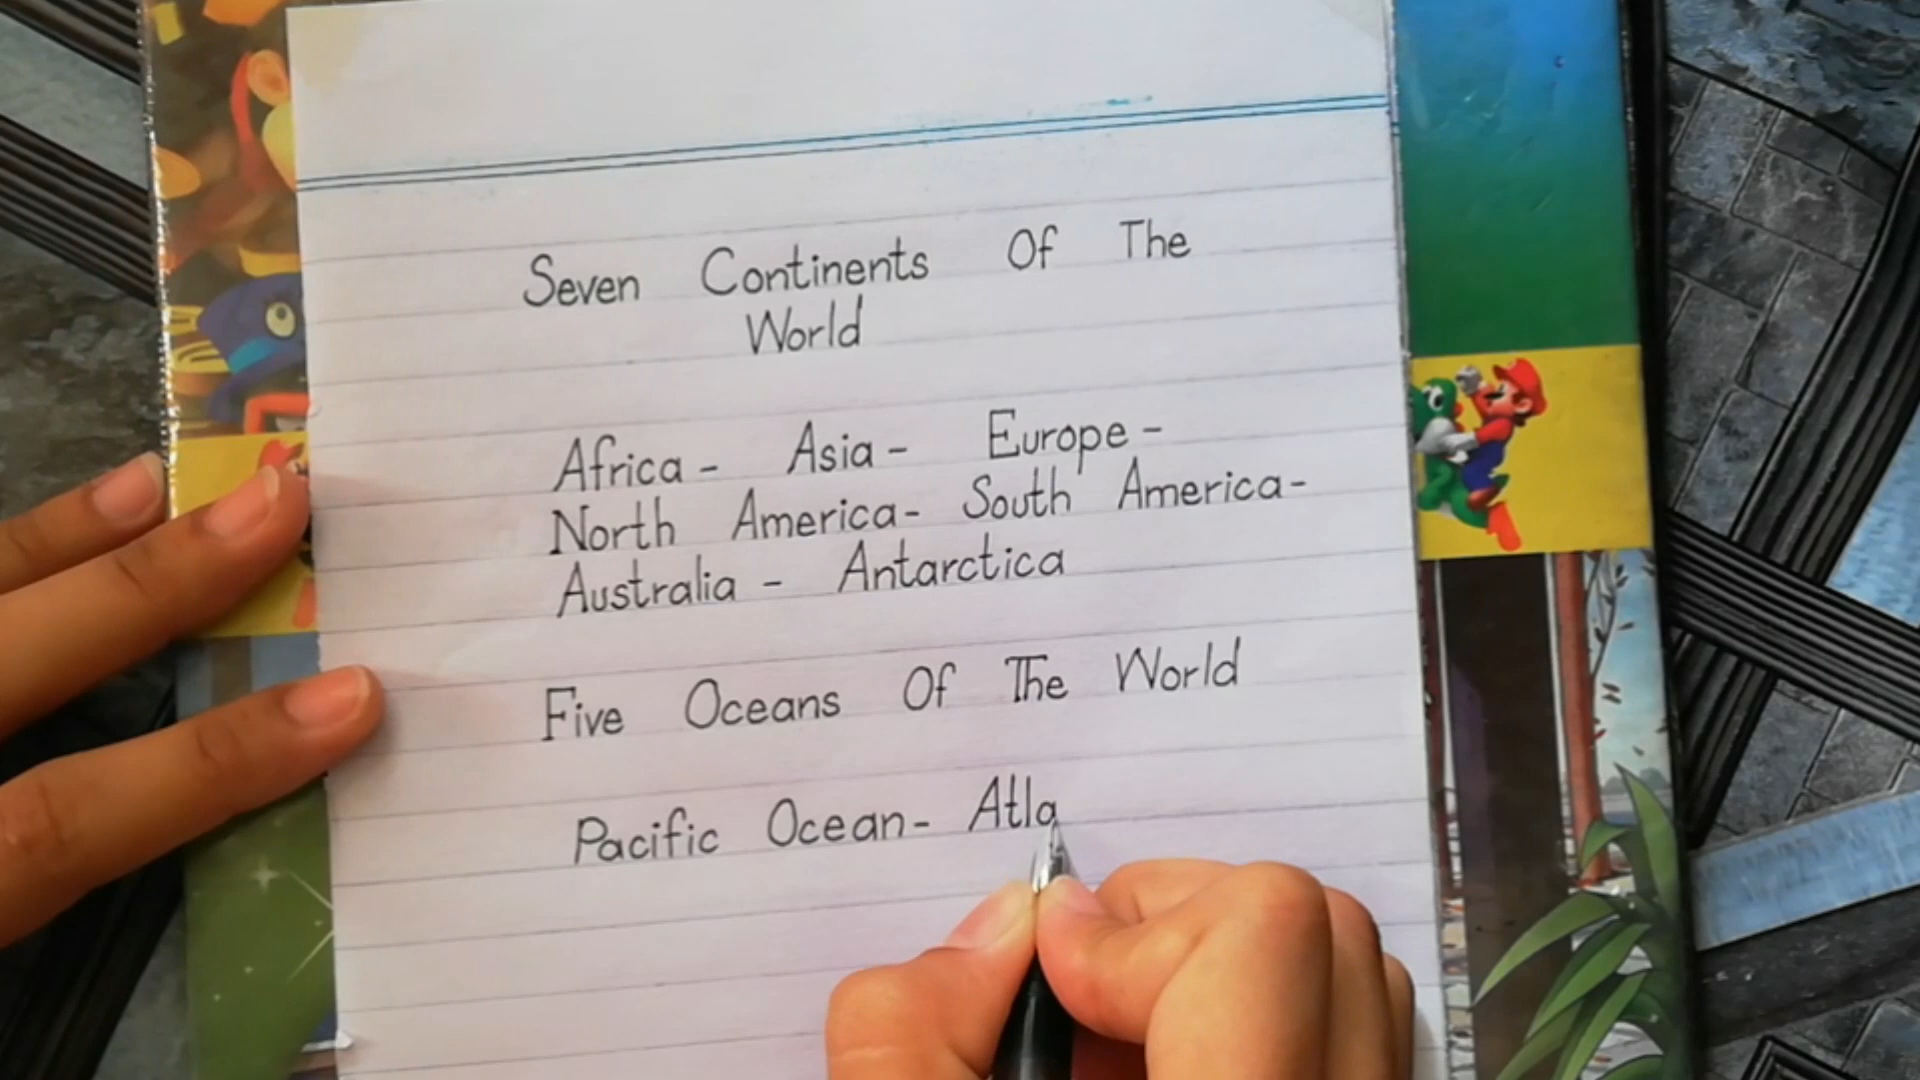 Seven Continents Of The
World
Africa - Asia - Europe -
North America - South America -
Australia - Antarctica
Five Oceans Of The World
Pacific Ocean - Atla